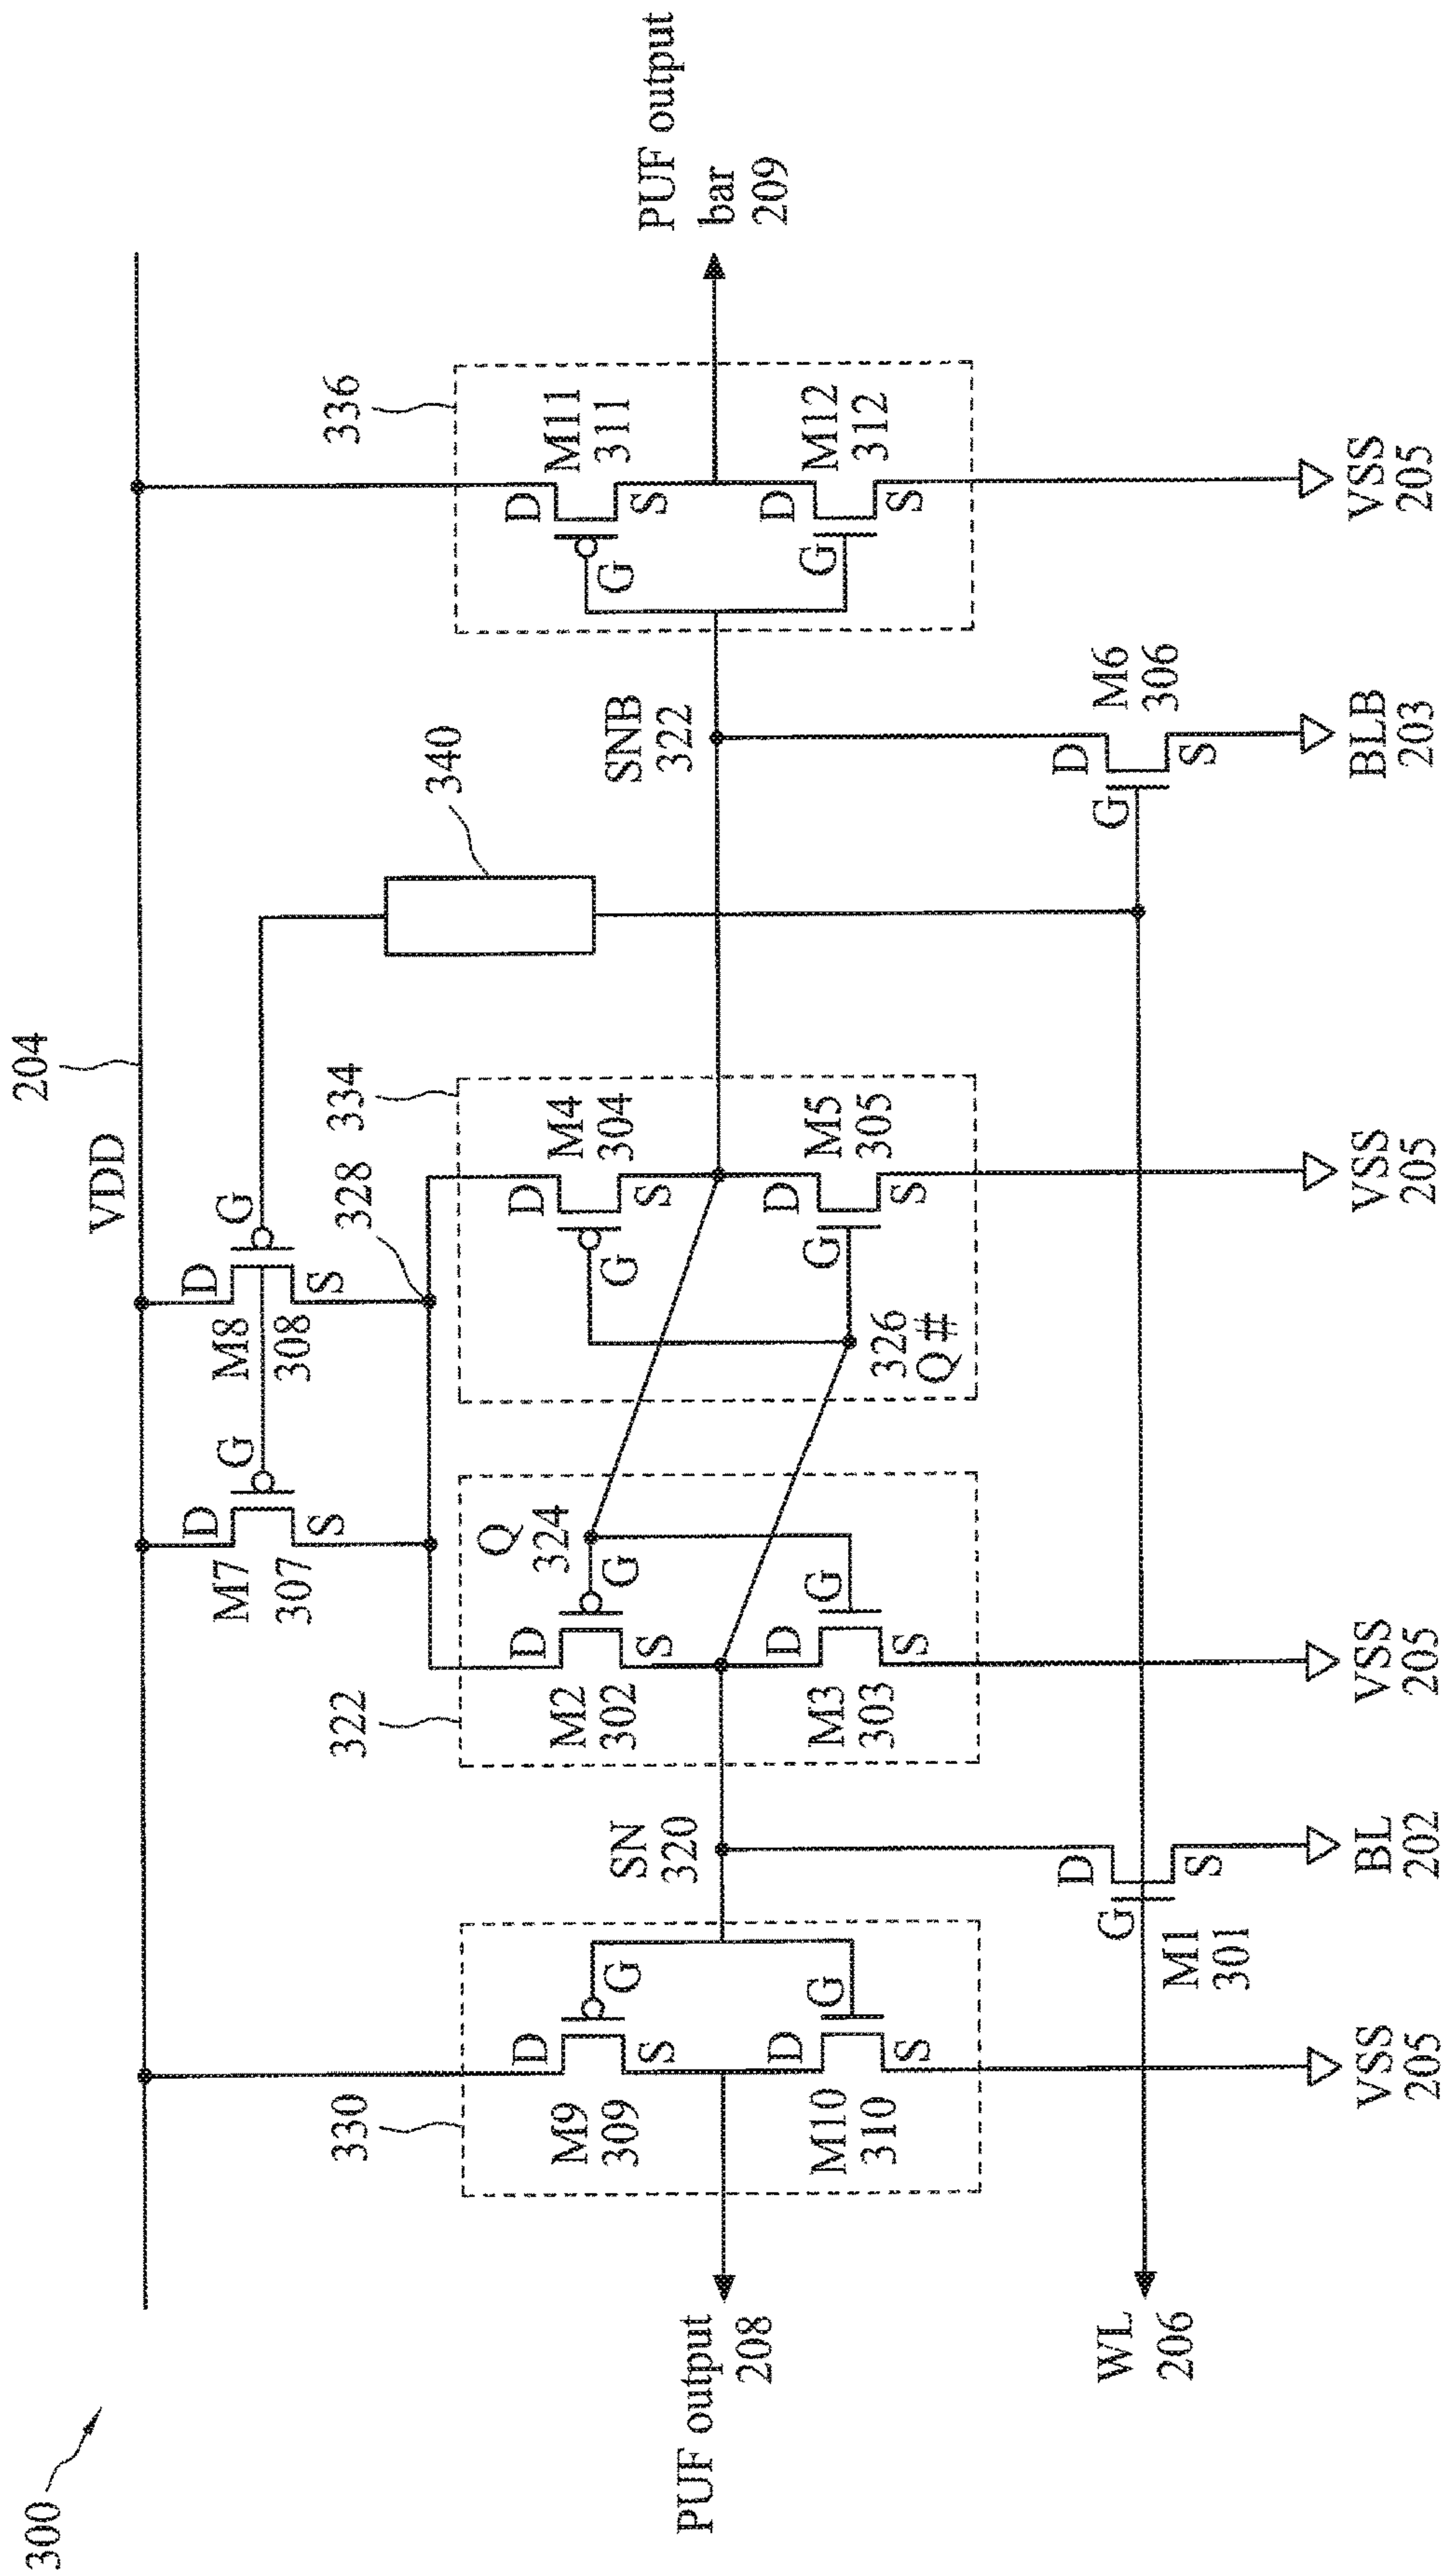 300
204
VDD
D
M7
307
G
S
D
M8
308
G
S
328
340
330
D
M9
309
G
S
D
M10
310
G
S
PUF output
208
SN
320
322
Q
324
D
M2
302
G
S
D
M3
303
G
S
334
D
M4
304
G
S
D
M5
305
G
S
326
Q#
SNB
322
336
D
M11
311
G
S
D
M12
312
G
S
PUF output
bar
209
WL
206
D
G
S
M1
301
D
G
S
M6
306
VSS
205
BL
202
VSS
205
VSS
205
BLB
203
VSS
205